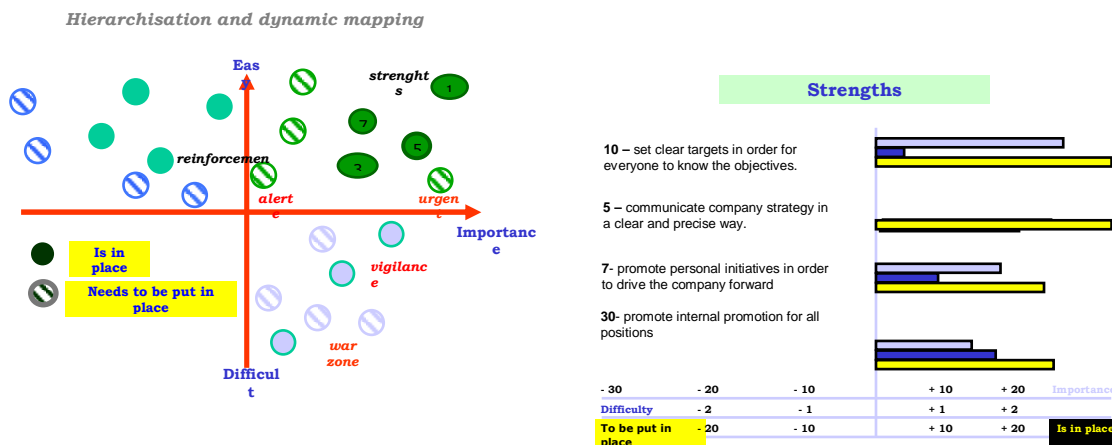 Hierarchisation and dynamic mapping
Eas
y
strenght
s
1
7
5
3
reinforcemen
alert
e
urgen
t
Importanc
e
Is in
place
Needs to be put in
place
vigilanc
e
war
zone
Difficul
t
Strengths
10 – set clear targets in order for
everyone to know the objectives.
5 – communicate company strategy in
a clear and precise way.
7- promote personal initiatives in order
to drive the company forward
30- promote internal promotion for all
positions
- 30 - 20 - 10 + 10 + 20 Importance
Difficulty - 2 - 1 + 1 + 2
To be put in
place
- 20 - 10 + 10 + 20 Is in place